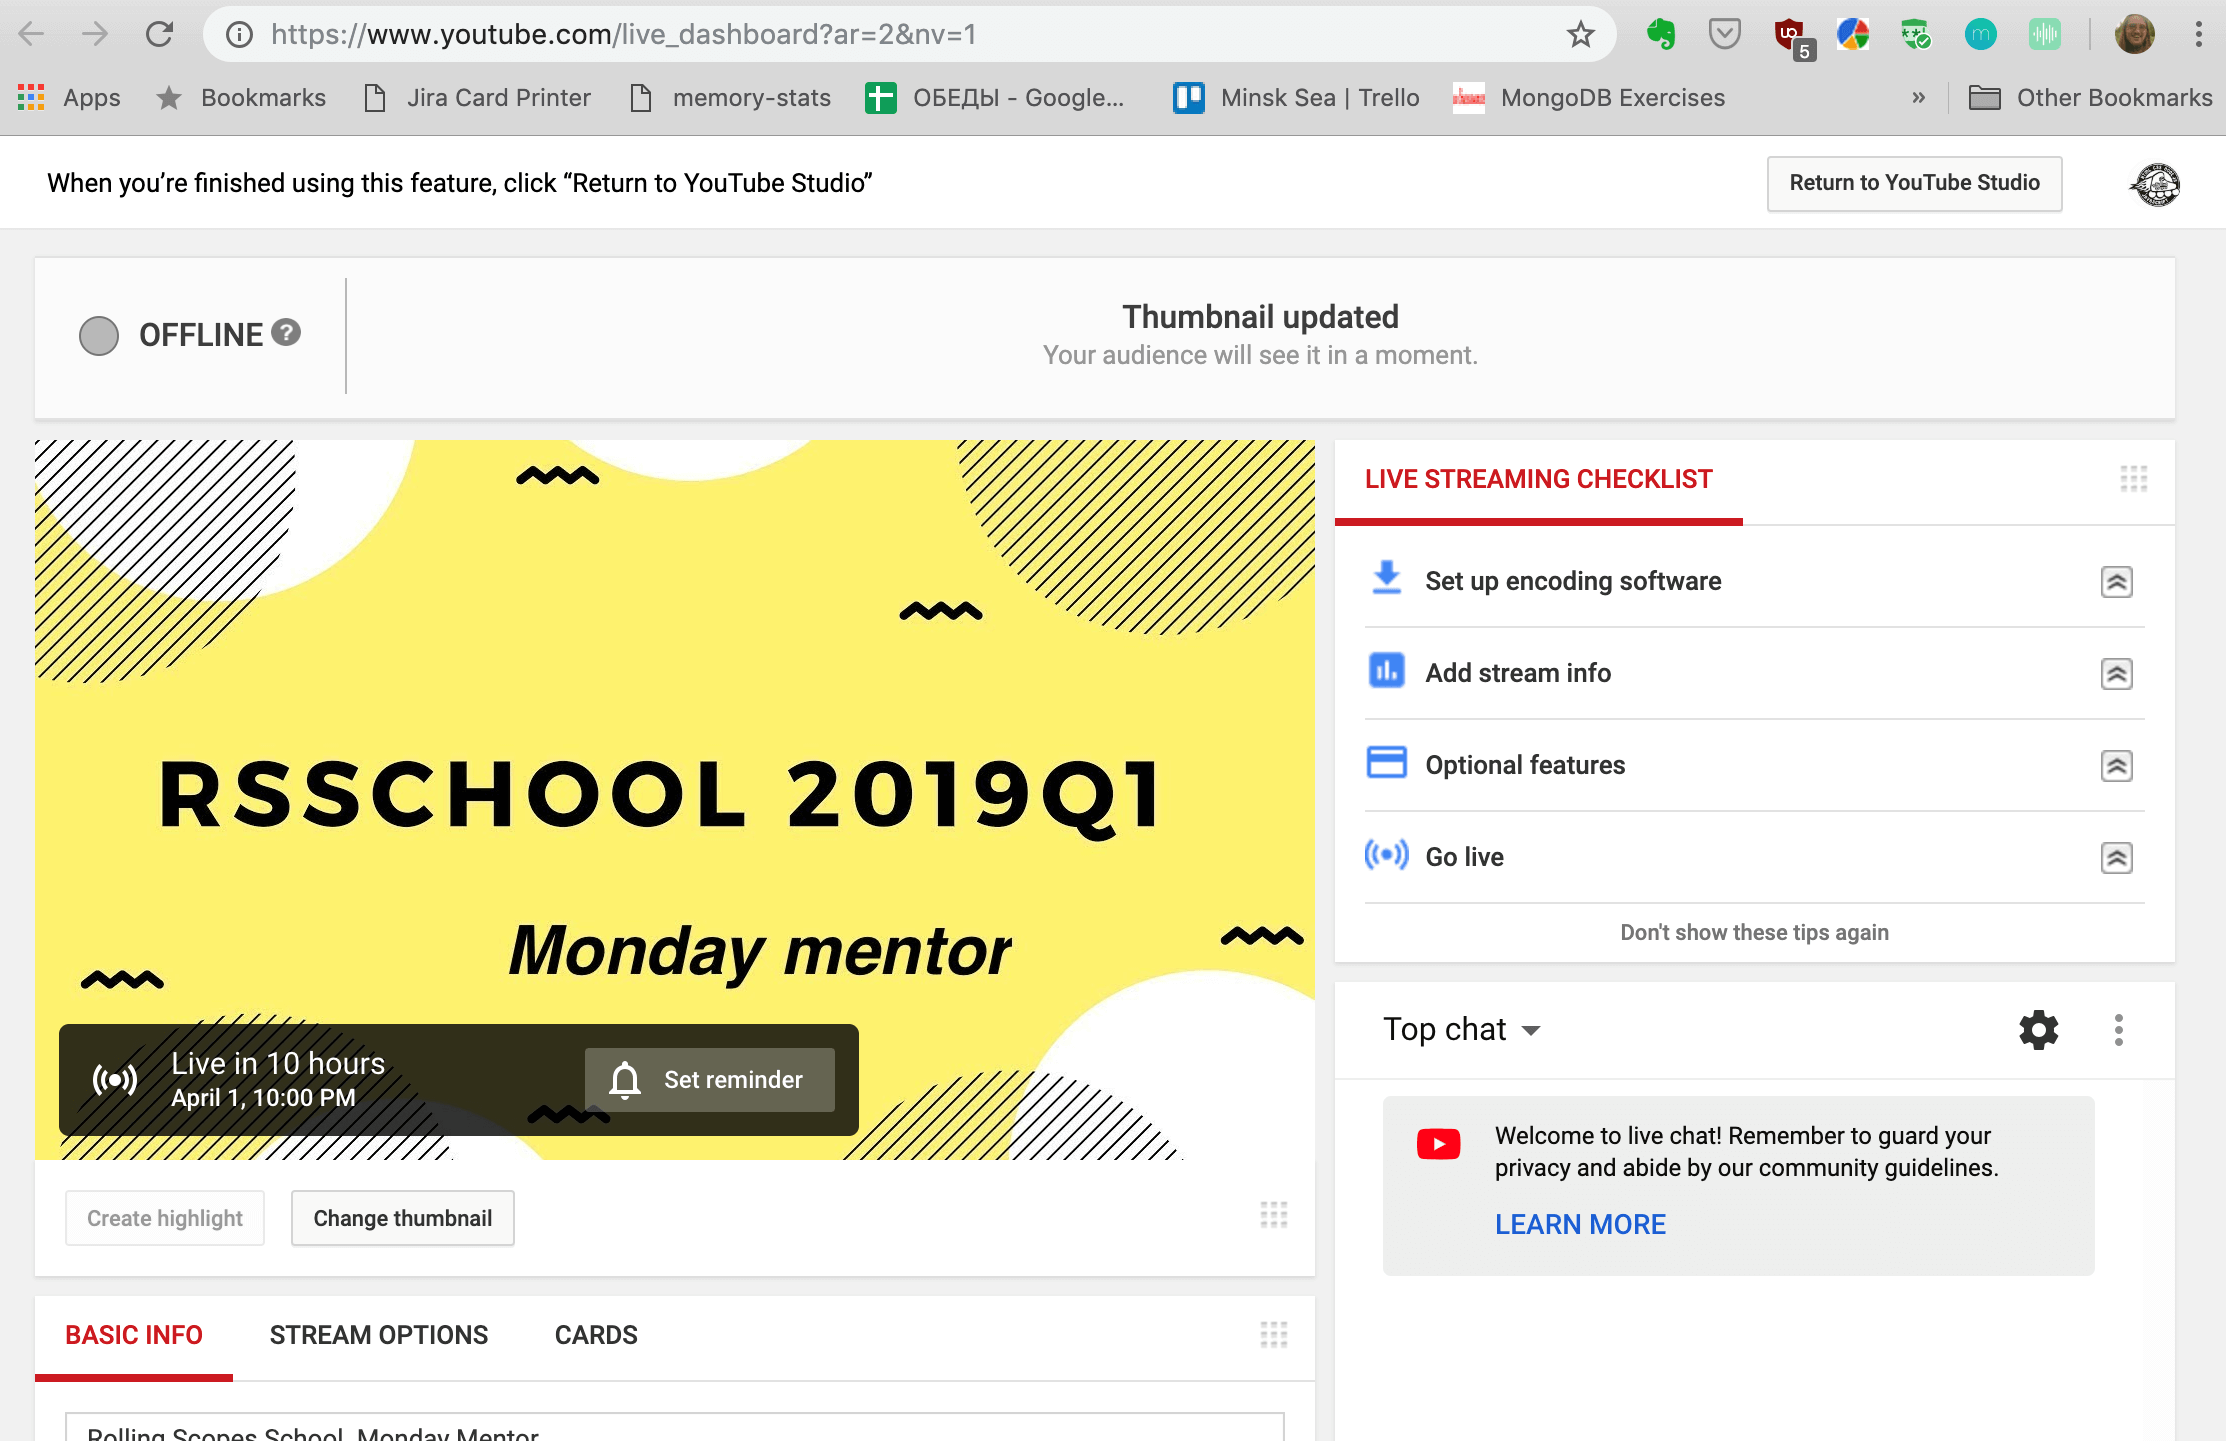 https://www.youtube.com/live_dashboard?ar=2&nv=1
5
Apps
Bookmarks
Jira Card Printer
memory-stats
ОБЕДЫ - Google...
Minsk Sea | Trello
MongoDB Exercises
»
Other Bookmarks
When you’re finished using this feature, click “Return to YouTube Studio”
Return to YouTube Studio
OFFLINE ?
Thumbnail updated
Your audience will see it in a moment.
RSSCHOOL 2019Q1
Monday mentor
Live in 10 hours
April 1, 10:00 PM
Set reminder
Create highlight
Change thumbnail
BASIC INFO
STREAM OPTIONS
CARDS
Rolling Scopes School. Monday Mentor
LIVE STREAMING CHECKLIST
Set up encoding software
Add stream info
Optional features
Go live
Don't show these tips again
Top chat
Welcome to live chat! Remember to guard your
privacy and abide by our community guidelines.
LEARN MORE